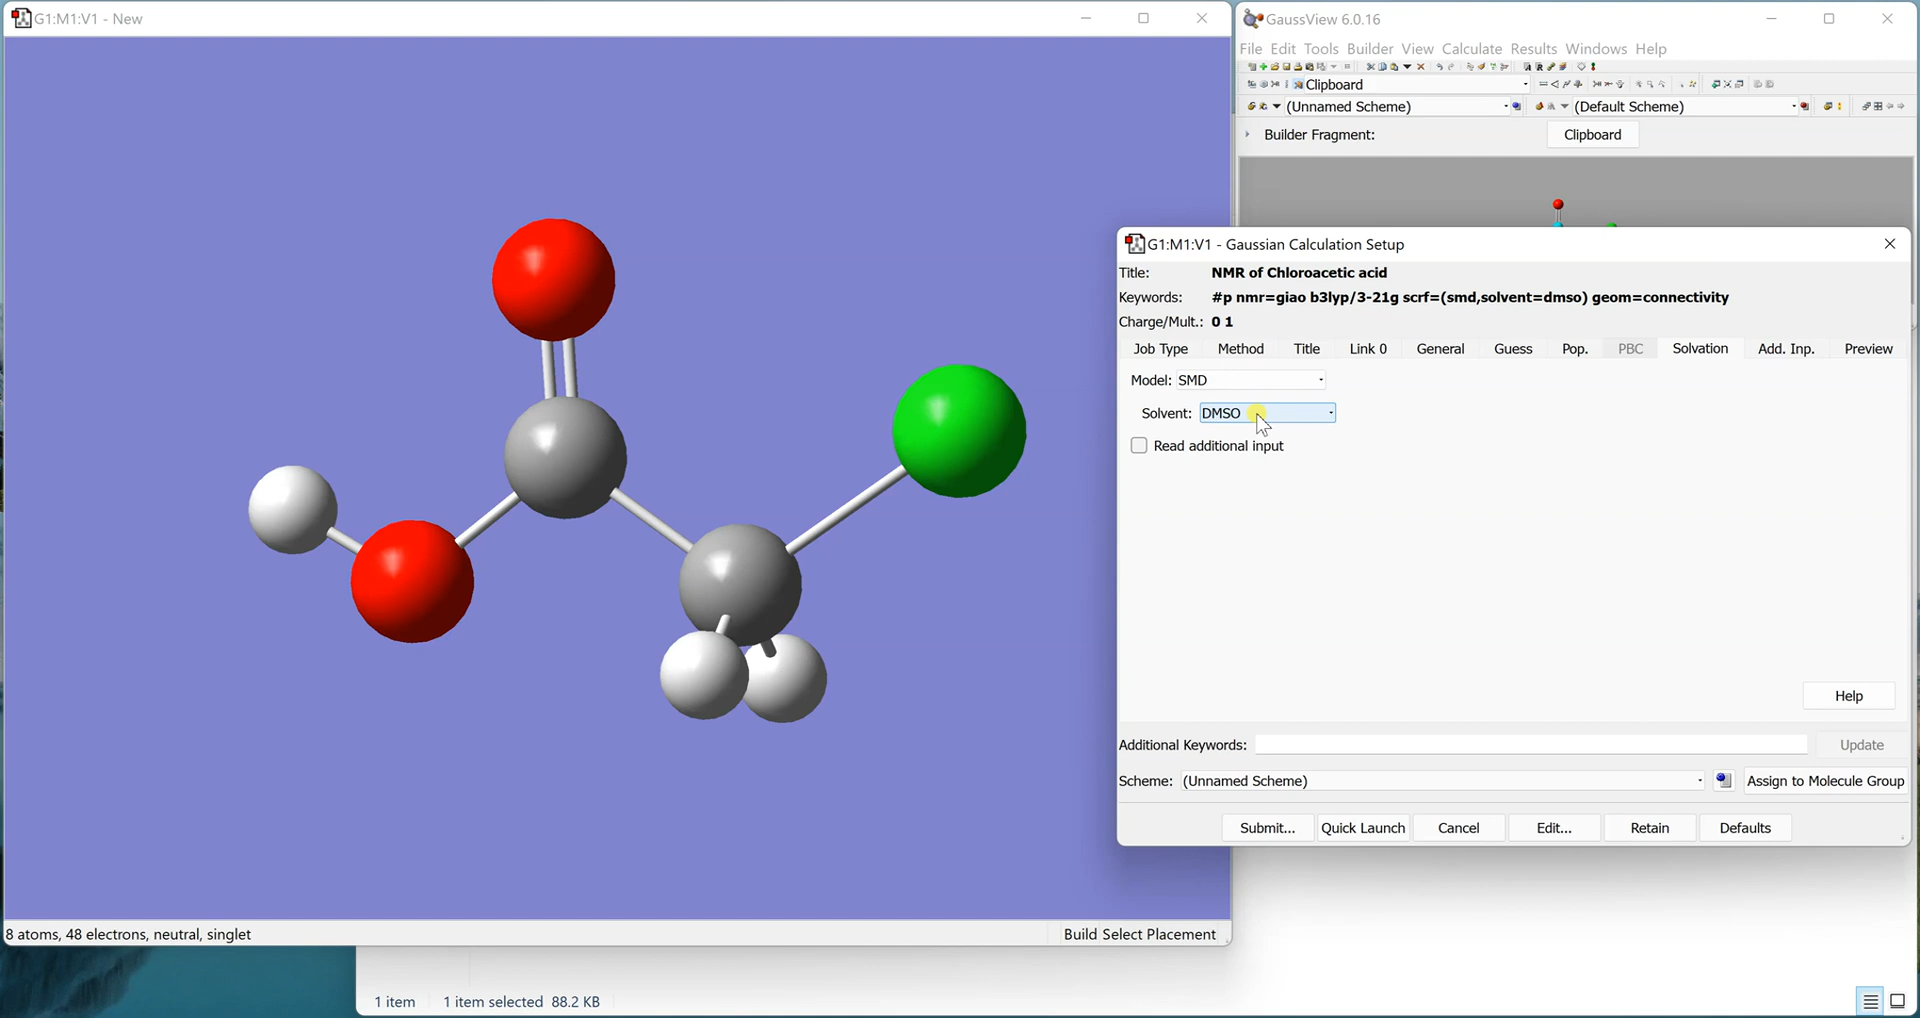 G1:M1:V1 - New
GaussView 6.0.16
File Edit Tools Builder View Calculate Results Windows Help
Clipboard
(Unnamed Scheme)
(Default Scheme)
Builder Fragment:
Clipboard
G1:M1:V1 - Gaussian Calculation Setup
Title: NMR of Chloroacetic acid
Keywords: #p nmr=giao b3lyp/3-21g scrf=(smd,solvent=dmso) geom=connectivity
Charge/Mult.: 0 1
Job Type Method Title Link 0 General Guess Pop. PBC Solvation Add. Inp. Preview
Model: SMD
Solvent: DMSO
Read additional input
Help
Additional Keywords:
Update
Scheme: (Unnamed Scheme)
Assign to Molecule Group
Submit... Quick Launch Cancel Edit... Retain Defaults
8 atoms, 48 electrons, neutral, singlet
Build Select Placement
1 item 1 item selected 88.2 KB